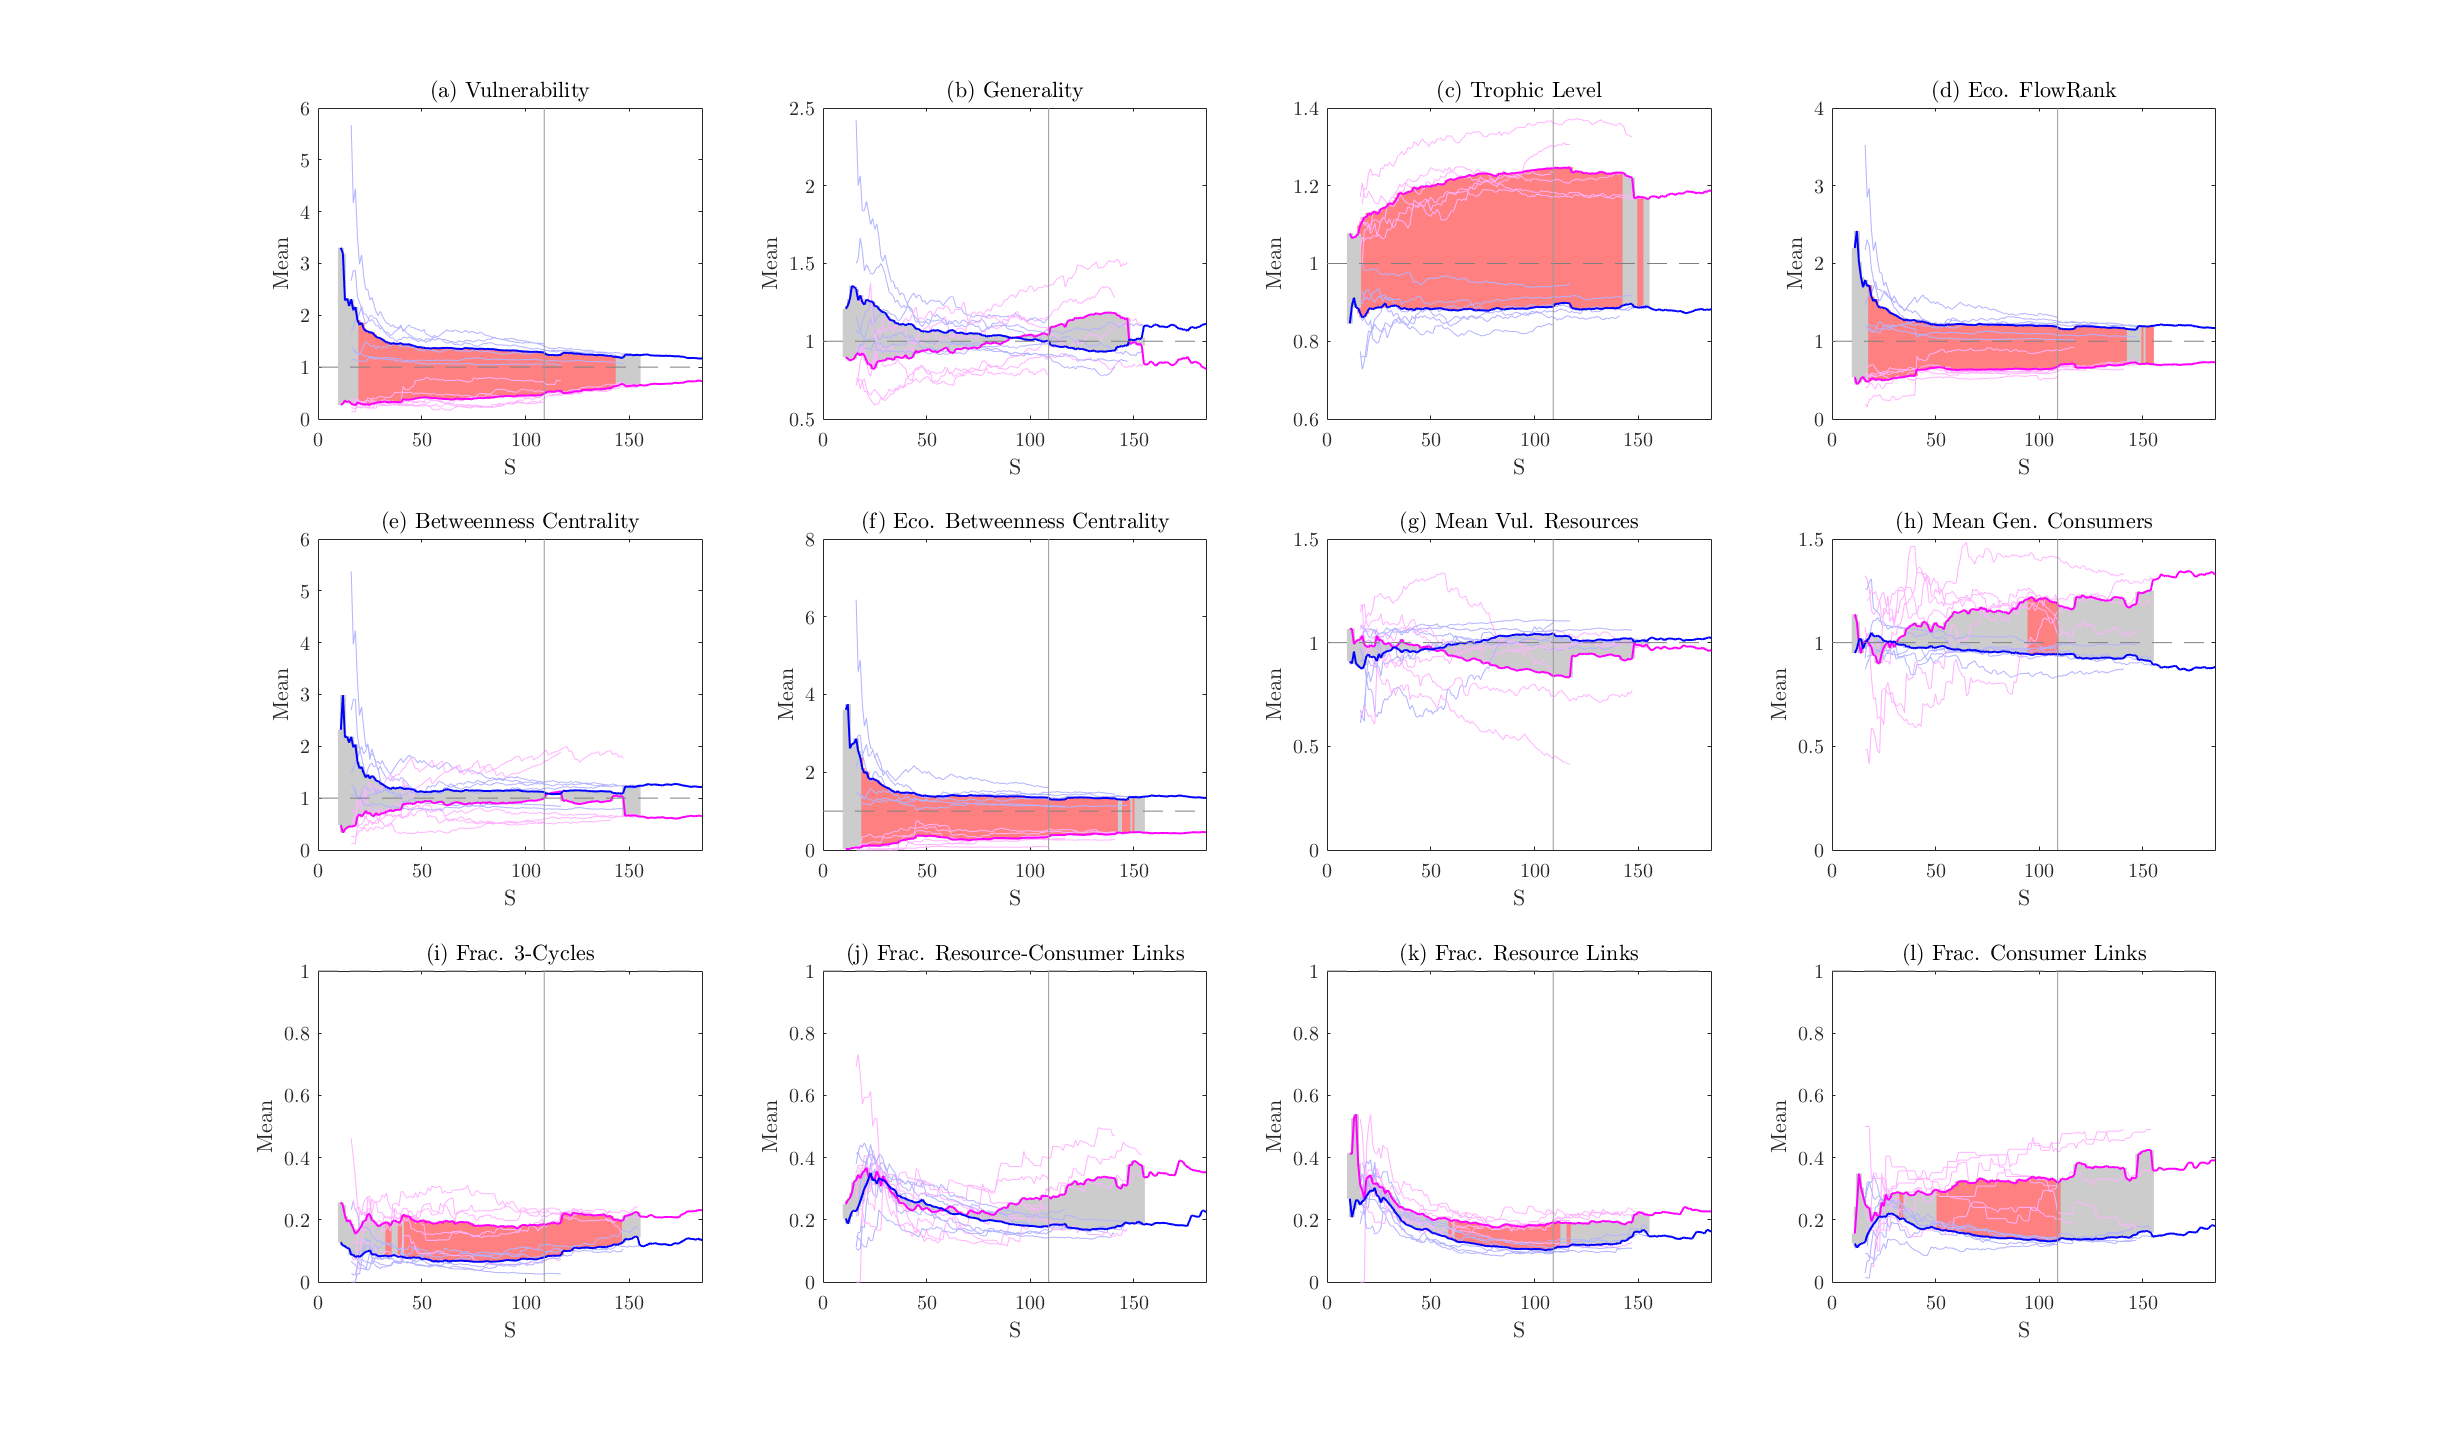 (a) Vulnerability
(b) Generality
(c) Trophic Level
(d) Eco. FlowRank
6
5
4
3
2
1
0
Mean
0 50 100 150
S
2.5
2
1.5
1
0.5
Mean
0 50 100 150
S
1.4
1.2
1
0.8
0.6
Mean
0 50 100 150
S
4
3
2
1
0
Mean
0 50 100 150
S
(e) Betweenness Centrality
(f) Eco. Betweenness Centrality
(g) Mean Vul. Resources
(h) Mean Gen. Consumers
6
5
4
3
2
1
0
Mean
0 50 100 150
S
8
6
4
2
0
Mean
0 50 100 150
S
1.5
1
0.5
0
Mean
0 50 100 150
S
1.5
1
0.5
0
Mean
0 50 100 150
S
(i) Frac. 3-Cycles
(j) Frac. Resource-Consumer Links
(k) Frac. Resource Links
(l) Frac. Consumer Links
1
0.8
0.6
0.4
0.2
0
Mean
0 50 100 150
S
1
0.8
0.6
0.4
0.2
0
Mean
0 50 100 150
S
1
0.8
0.6
0.4
0.2
0
Mean
0 50 100 150
S
1
0.8
0.6
0.4
0.2
0
Mean
0 50 100 150
S